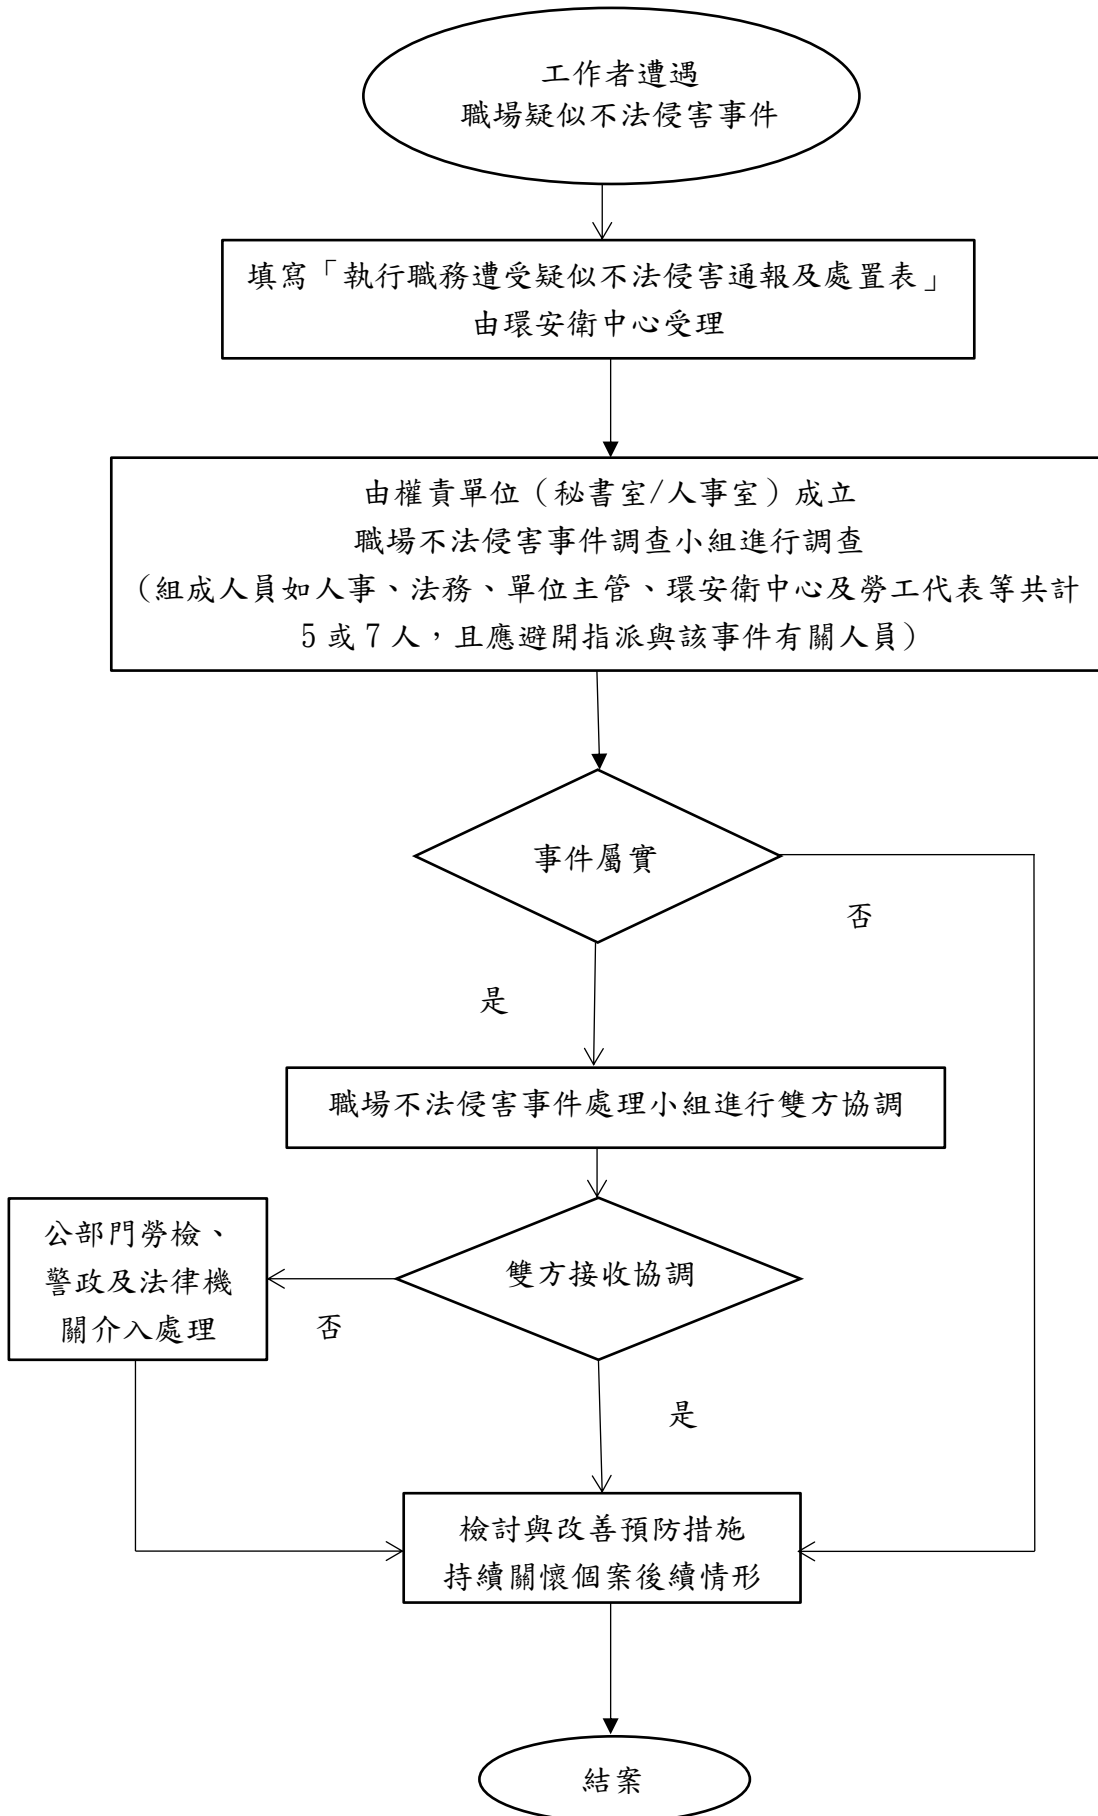 工作者遭遇
職場疑似不法侵害事件
填寫「執行職務遭受疑似不法侵害通報及處置表」
由環安衛中心受理
由權責單位（秘書室/人事室）成立
職場不法侵害事件調查小組進行調查
（組成人員如人事、法務、單位主管、環安衛中心及勞工代表等共計
5 或 7 人，且應避開指派與該事件有關人員）
事件屬實
否
是
職場不法侵害事件處理小組進行雙方協調
公部門勞檢、
警政及法律機
關介入處理
雙方接收協調
否
是
檢討與改善預防措施
持續關懷個案後續情形
結案